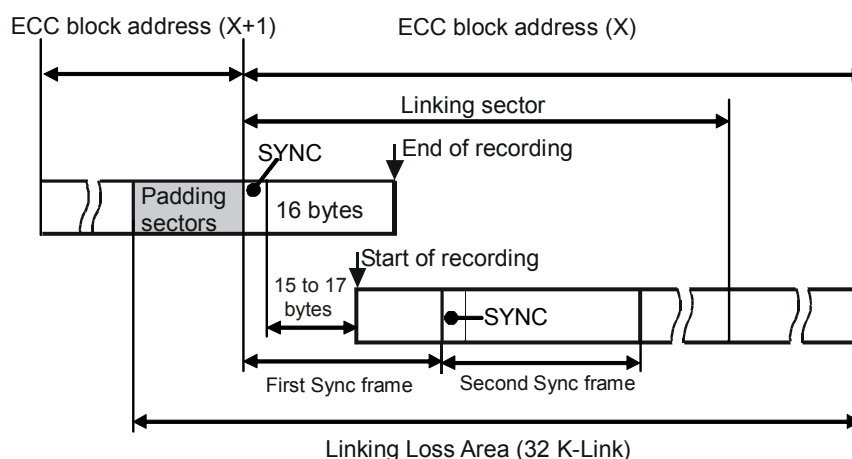 ECC block address (X+1)
ECC block address (X)
Linking sector
SYNC
End of recording
Padding
sectors
16 bytes
Start of recording
15 to 17
bytes
SYNC
First Sync frame
Second Sync frame
Linking Loss Area (32 K-Link)